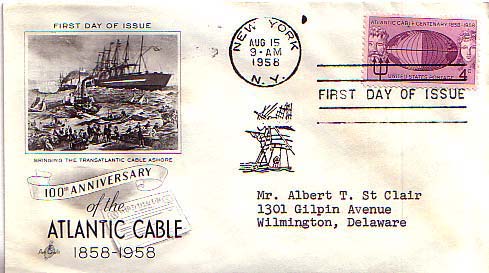 FIRST DAY OF ISSUE
BRINGING THE TRANSATLANTIC CABLE ASHORE
100TH ANNIVERSARY
of the
ATLANTIC CABLE
1858-1958
NEW YORK
AUG 15
9-AM
1958
N.Y.
ATLANTIC CABLE CENTENARY 1858-1958
UNITED STATES POSTAGE
4¢
FIRST DAY OF ISSUE
Mr. Albert T. St Clair
1301 Gilpin Avenue
Wilmington, Delaware